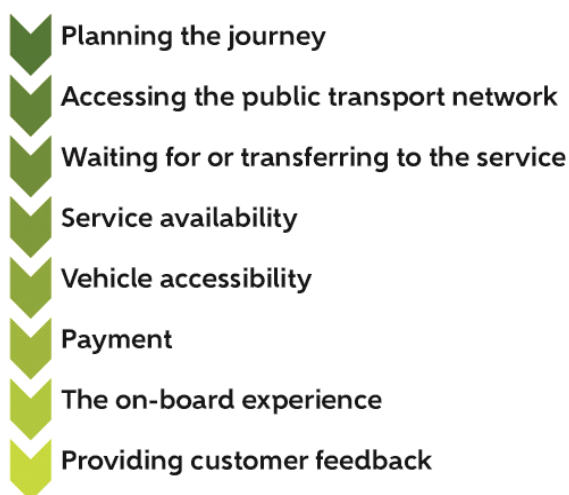 Planning the journey
Accessing the public transport network
Waiting for or transferring to the service
Service availability
Vehicle accessibility
Payment
The on-board experience
Providing customer feedback